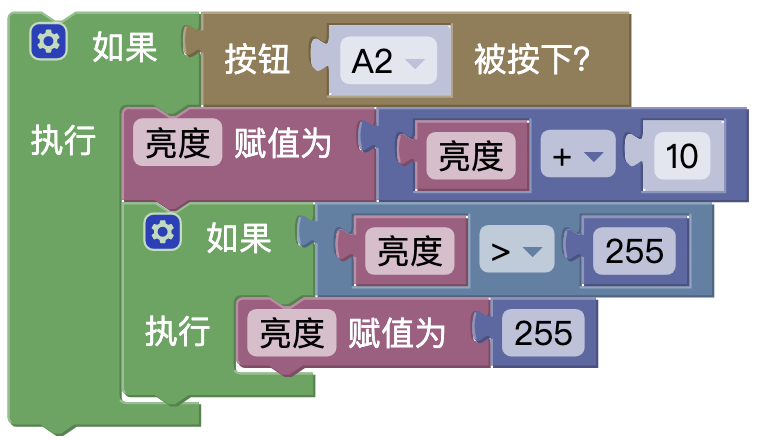 如果 按钮 A2 被按下?
执行 亮度 赋值为 亮度 + 10
如果 亮度 > 255
执行 亮度 赋值为 255